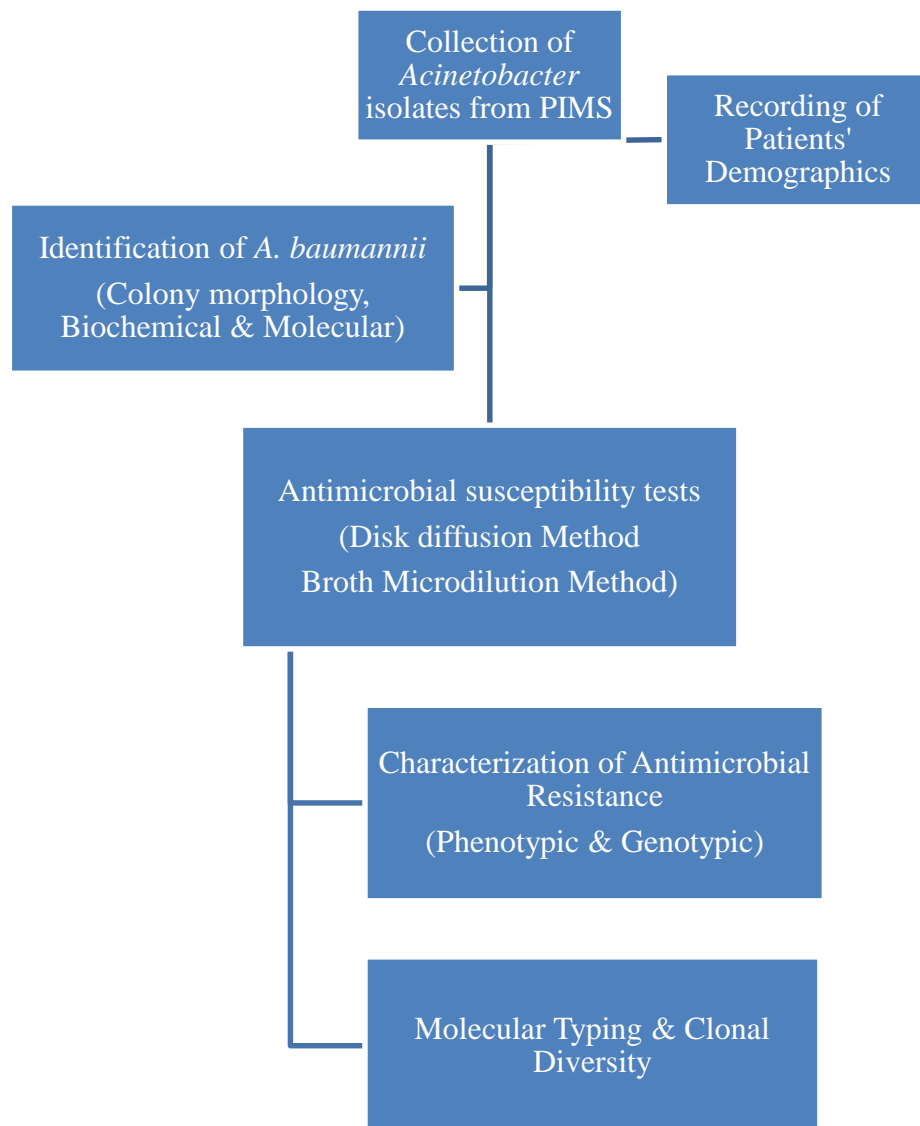 Collection of
Acinetobacter
isolates from PIMS
Recording of
Patients'
Demographics
Identification of A. baumannii
(Colony morphology,
Biochemical & Molecular)
Antimicrobial susceptibility tests
(Disk diffusion Method
Broth Microdilution Method)
Characterization of Antimicrobial
Resistance
(Phenotypic & Genotypic)
Molecular Typing & Clonal
Diversity